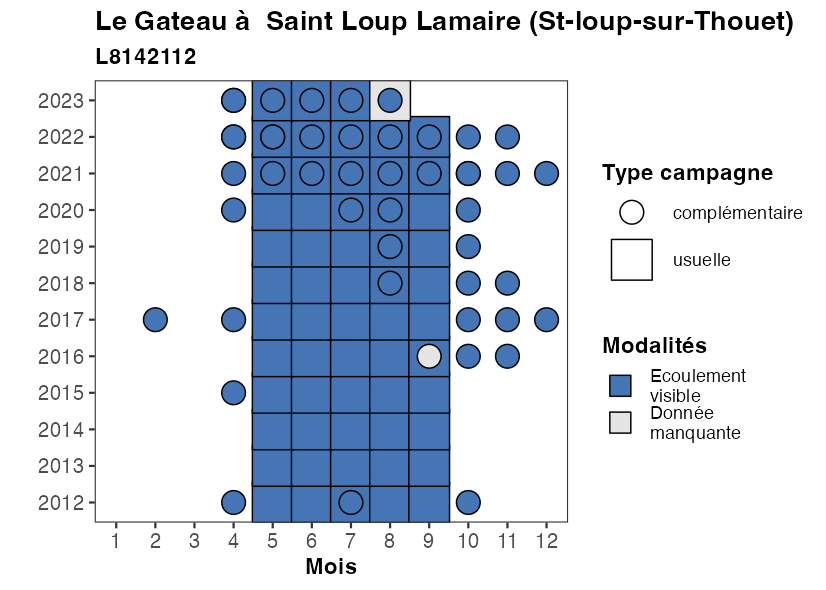 Le Gateau à  Saint Loup Lamaire (St-loup-sur-Thouet)
L8142112
2023
2022
2021
2020
2019
2018
2017
2016
2015
2014
2013
2012
1 2 3 4 5 6 7 8 9 10 11 12
Mois
Type campagne
complémentaire
usuelle
Modalités
Ecoulement
visible
Donnée
manquante